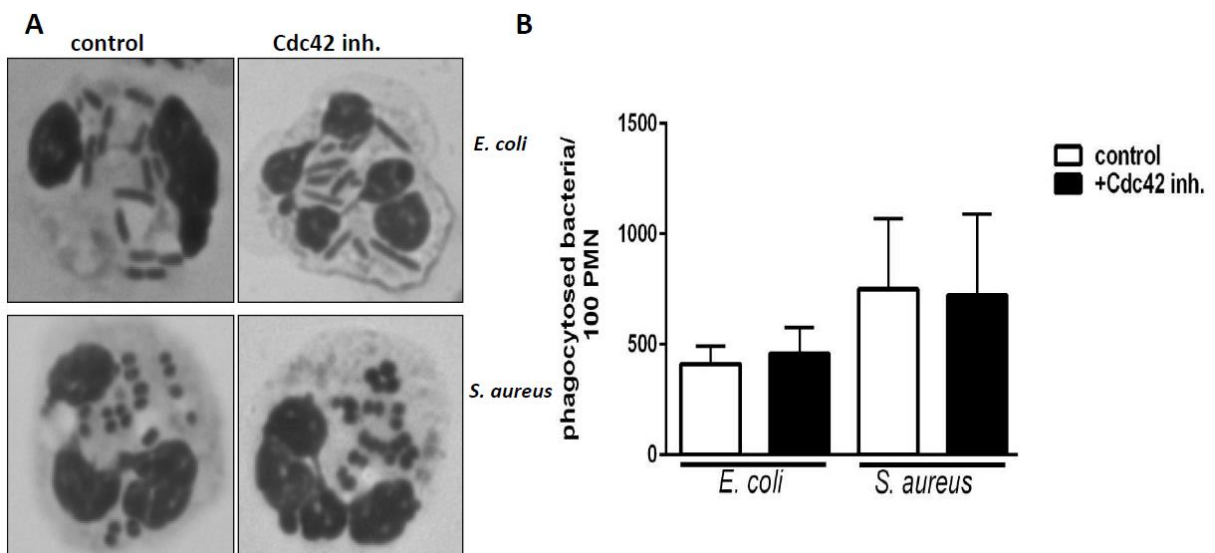 A
control
Cdc42 inh.
E. coli
S. aureus
B
phagocytosed bacteria/
100 PMN
1500
1000
500
0
E. coli
S. aureus
control
+Cdc42 inh.